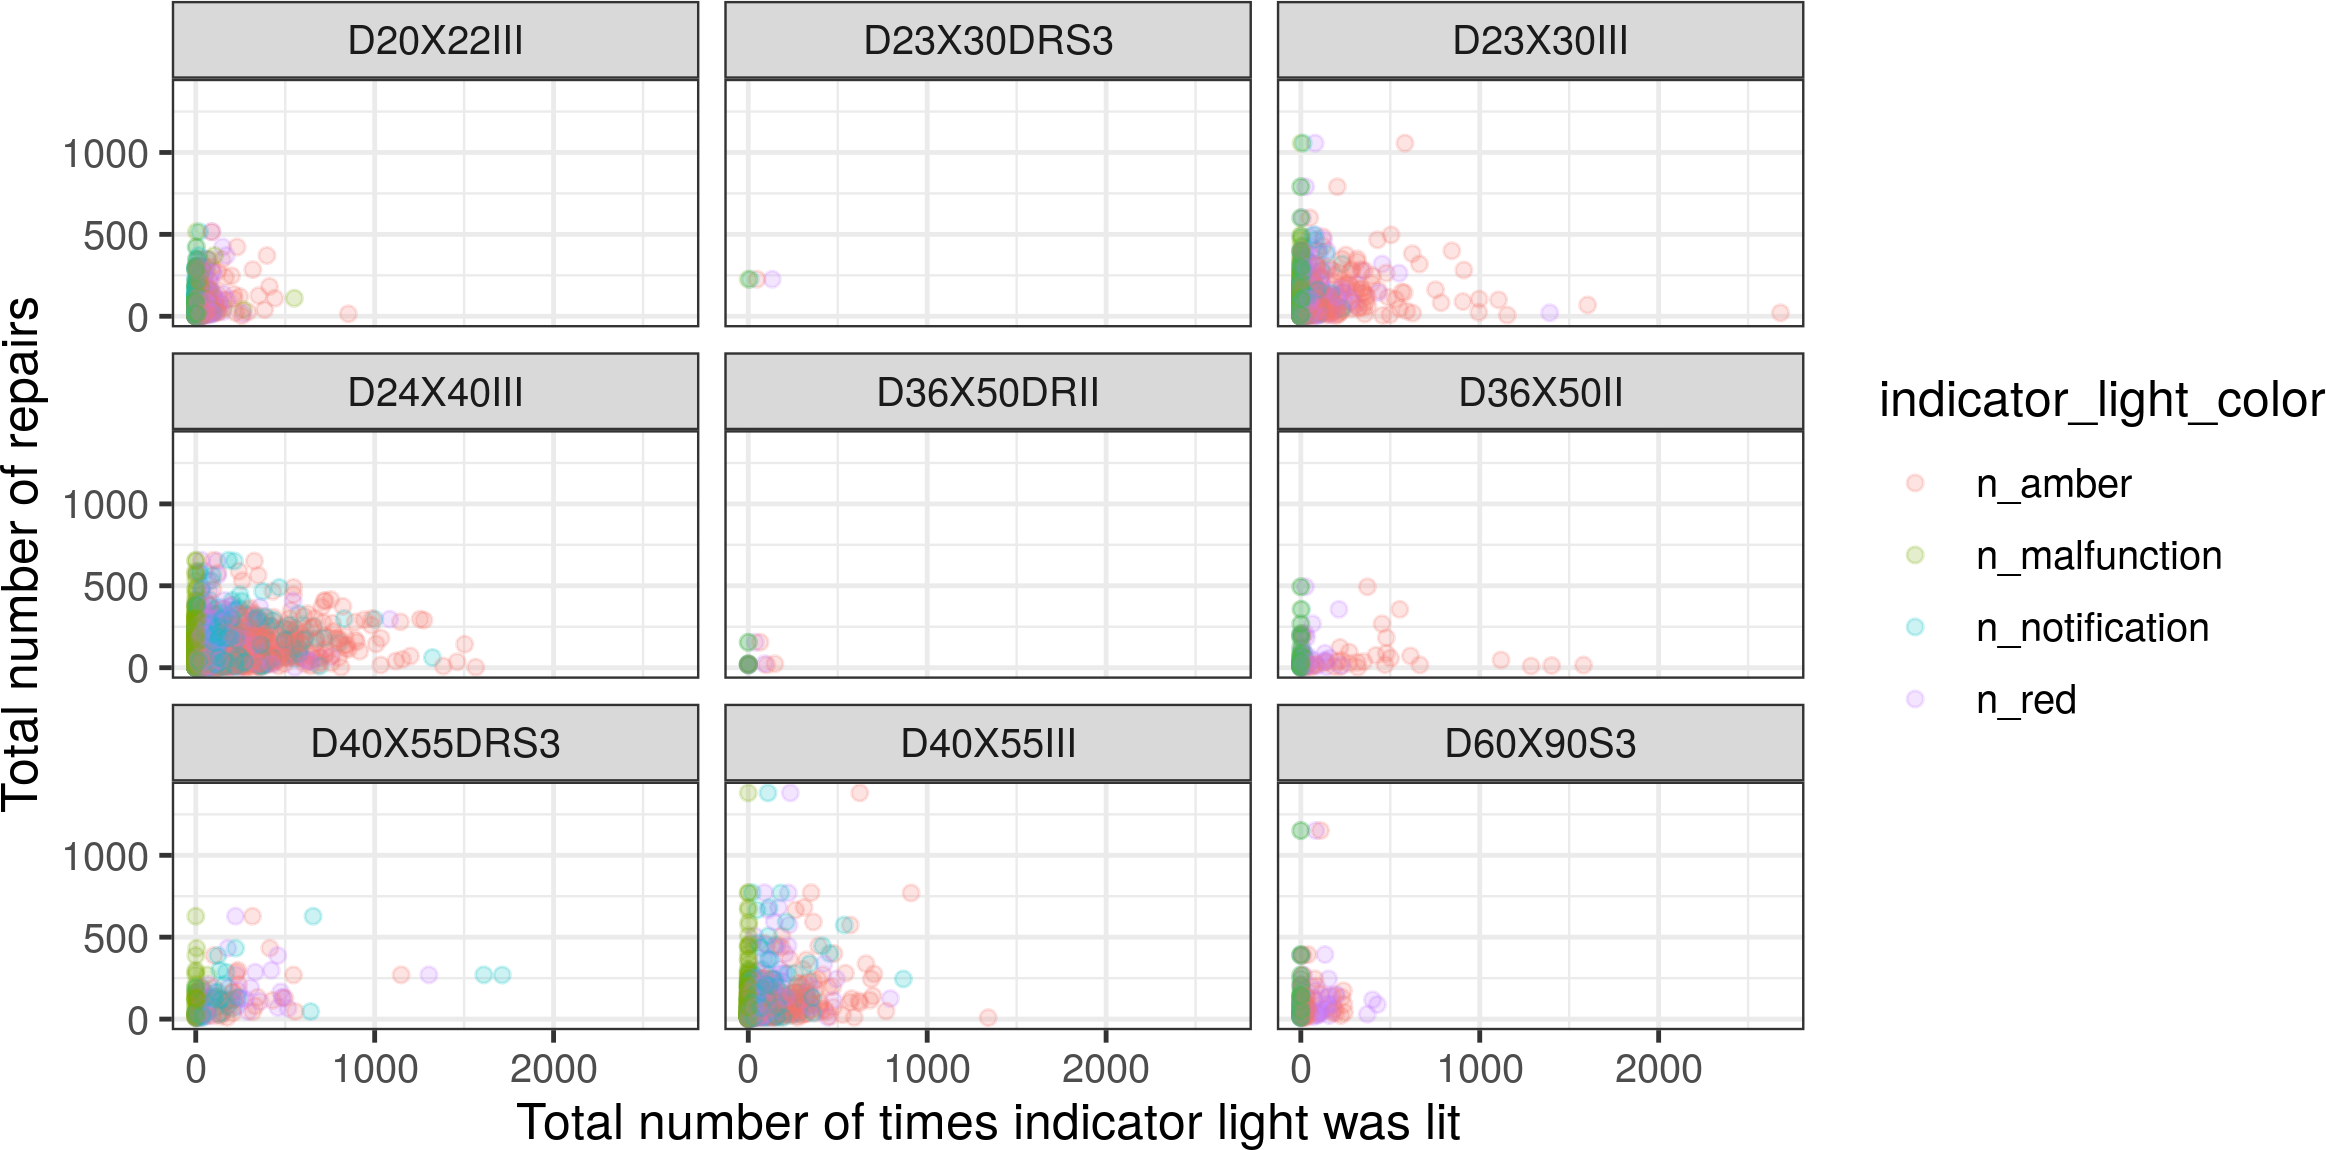 D20X22III
D23X30DRS3
D23X30III
1000
500
0
D24X40III
D36X50DRII
D36X50II
1000
500
0
D40X55DRS3
D40X55III
D60X90S3
1000
500
0
0 1000 2000
0 1000 2000
0 1000 2000
Total number of times indicator light was lit
Total number of repairs
indicator_light_color
n_amber
n_malfunction
n_notification
n_red